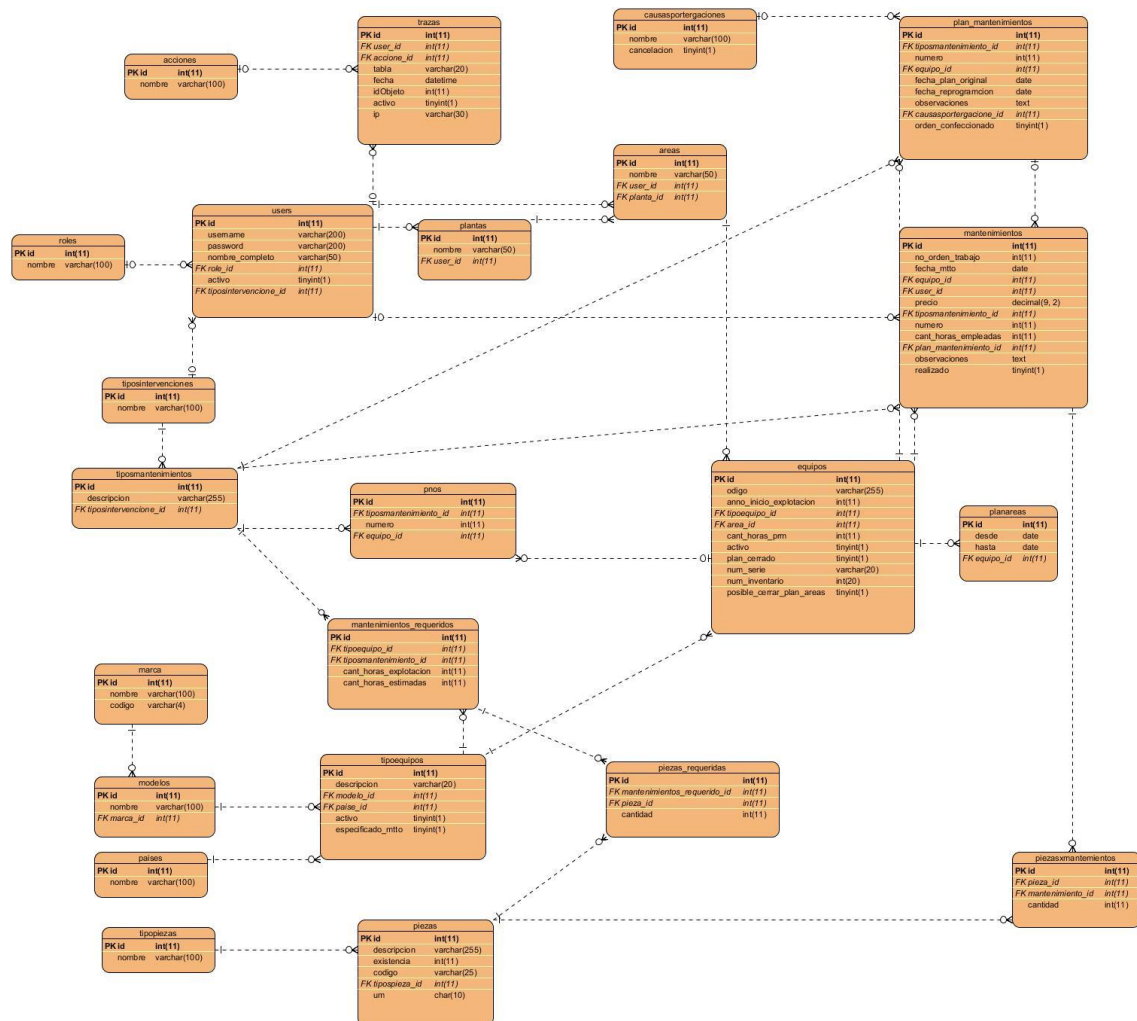 trazas
PK id int(11)
FK user_id int(11)
FK accione_id int(11)
tabla varchar(20)
fecha datetime
idObjeto int(11)
activo tinyint(1)
ip varchar(30)
causasportergaciones
PK id int(11)
nombre varchar(100)
cancelacion tinyint(1)
plan_mantenimientos
PK id int(11)
FK tiposmantenimiento_id int(11)
numero int(11)
FK equipo_id int(11)
fecha_plan_original date
fecha_reprogramcion date
observaciones text
FK causasportergacione_id int(11)
orden_confeccionado tinyint(1)
acciones
PK id int(11)
nombre varchar(100)
areas
PK id int(11)
nombre varchar(50)
FK user_id int(11)
FK planta_id int(11)
users
PK id int(11)
username varchar(200)
password varchar(200)
nombre_completo varchar(50)
FK role_id int(11)
activo tinyint(1)
FK tiposintervencione_id int(11)
plantas
PK id int(11)
nombre varchar(50)
FK user_id int(11)
roles
PK id int(11)
nombre varchar(100)
mantenimientos
PK id int(11)
no_orden_trabajo int(11)
fecha_mtto date
FK equipo_id int(11)
FK user_id int(11)
precio decimal(9, 2)
FK tiposmantenimiento_id int(11)
numero int(11)
cant_horas_empleadas int(11)
FK plan_mantenimiento_id int(11)
observaciones text
realizado tinyint(1)
tiposintervenciones
PK id int(11)
nombre varchar(100)
tiposmantenimientos
PK id int(11)
descripcion varchar(255)
FK tiposintervencione_id int(11)
pnos
PK id int(11)
FK tiposmantenimiento_id int(11)
numero int(11)
FK equipo_id int(11)
equipos
PK id int(11)
odigo varchar(255)
anno_inicio_explotacion int(11)
FK tipoequipo_id int(11)
FK area_id int(11)
cant_horas_prm int(11)
activo tinyint(1)
plan_cerrado tinyint(1)
num_serie varchar(20)
num_inventario int(20)
posible_cerrar_plan_areas tinyint(1)
planareas
PK id int(11)
desde date
hasta date
FK equipo_id int(11)
mantenimientos_requeridos
PK id int(11)
FK tipoequipo_id int(11)
FK tiposmantenimiento_id int(11)
cant_horas_explotacion int(11)
cant_horas_estimadas int(11)
marca
PK id int(11)
nombre varchar(100)
codigo varchar(4)
tipoequipos
PK id int(11)
descripcion varchar(20)
FK modelo_id int(11)
FK paise_id int(11)
activo tinyint(1)
especificado_mtto tinyint(1)
piezas_requeridas
PK id int(11)
FK mantenimientos_requerido_id int(11)
FK pieza_id int(11)
cantidad int(11)
modelos
PK id int(11)
nombre varchar(100)
FK marca_id int(11)
paises
PK id int(11)
nombre varchar(100)
piezasxmantemientos
PK id int(11)
FK pieza_id int(11)
FK mantenimiento_id int(11)
cantidad int(11)
tipopiezas
PK id int(11)
nombre varchar(100)
piezas
PK id int(11)
descripcion varchar(255)
existencia int(11)
codigo varchar(25)
FK tipospieza_id int(11)
um char(10)